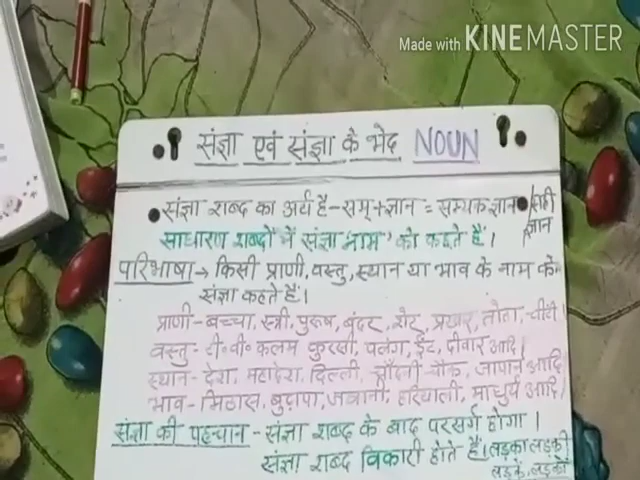 Made with KINEMASTER
संज्ञा एवं संज्ञा के भेद NOUN
संज्ञा शब्द का अर्थ है - सम् + ज्ञान = सम्यक ज्ञान / सही ज्ञान
साधारण शब्दों में संज्ञा 'नाम' को कहते हैं।
परिभाषा → किसी प्राणी, वस्तु, स्थान या भाव के नाम को
संज्ञा कहते हैं।
प्राणी - बच्चा, स्त्री, पुरुष, बंदर, शेर, तोता, चींटी
वस्तु - टी॰ वी॰ कलम कुरसी, पलंग, ईंट, दीवार आदि
स्थान - देश, महादेश, दिल्ली, चाँदनी चौक, जापान आदि
भाव - मिठास, बुढ़ापा, जवानी, हरियाली, माधुर्य आदि
संज्ञा की पहचान - संज्ञा शब्द के बाद परसर्ग होगा ।
संज्ञा शब्द विकारी होते हैं। लड़का लड़की
लड़के, लड़कों